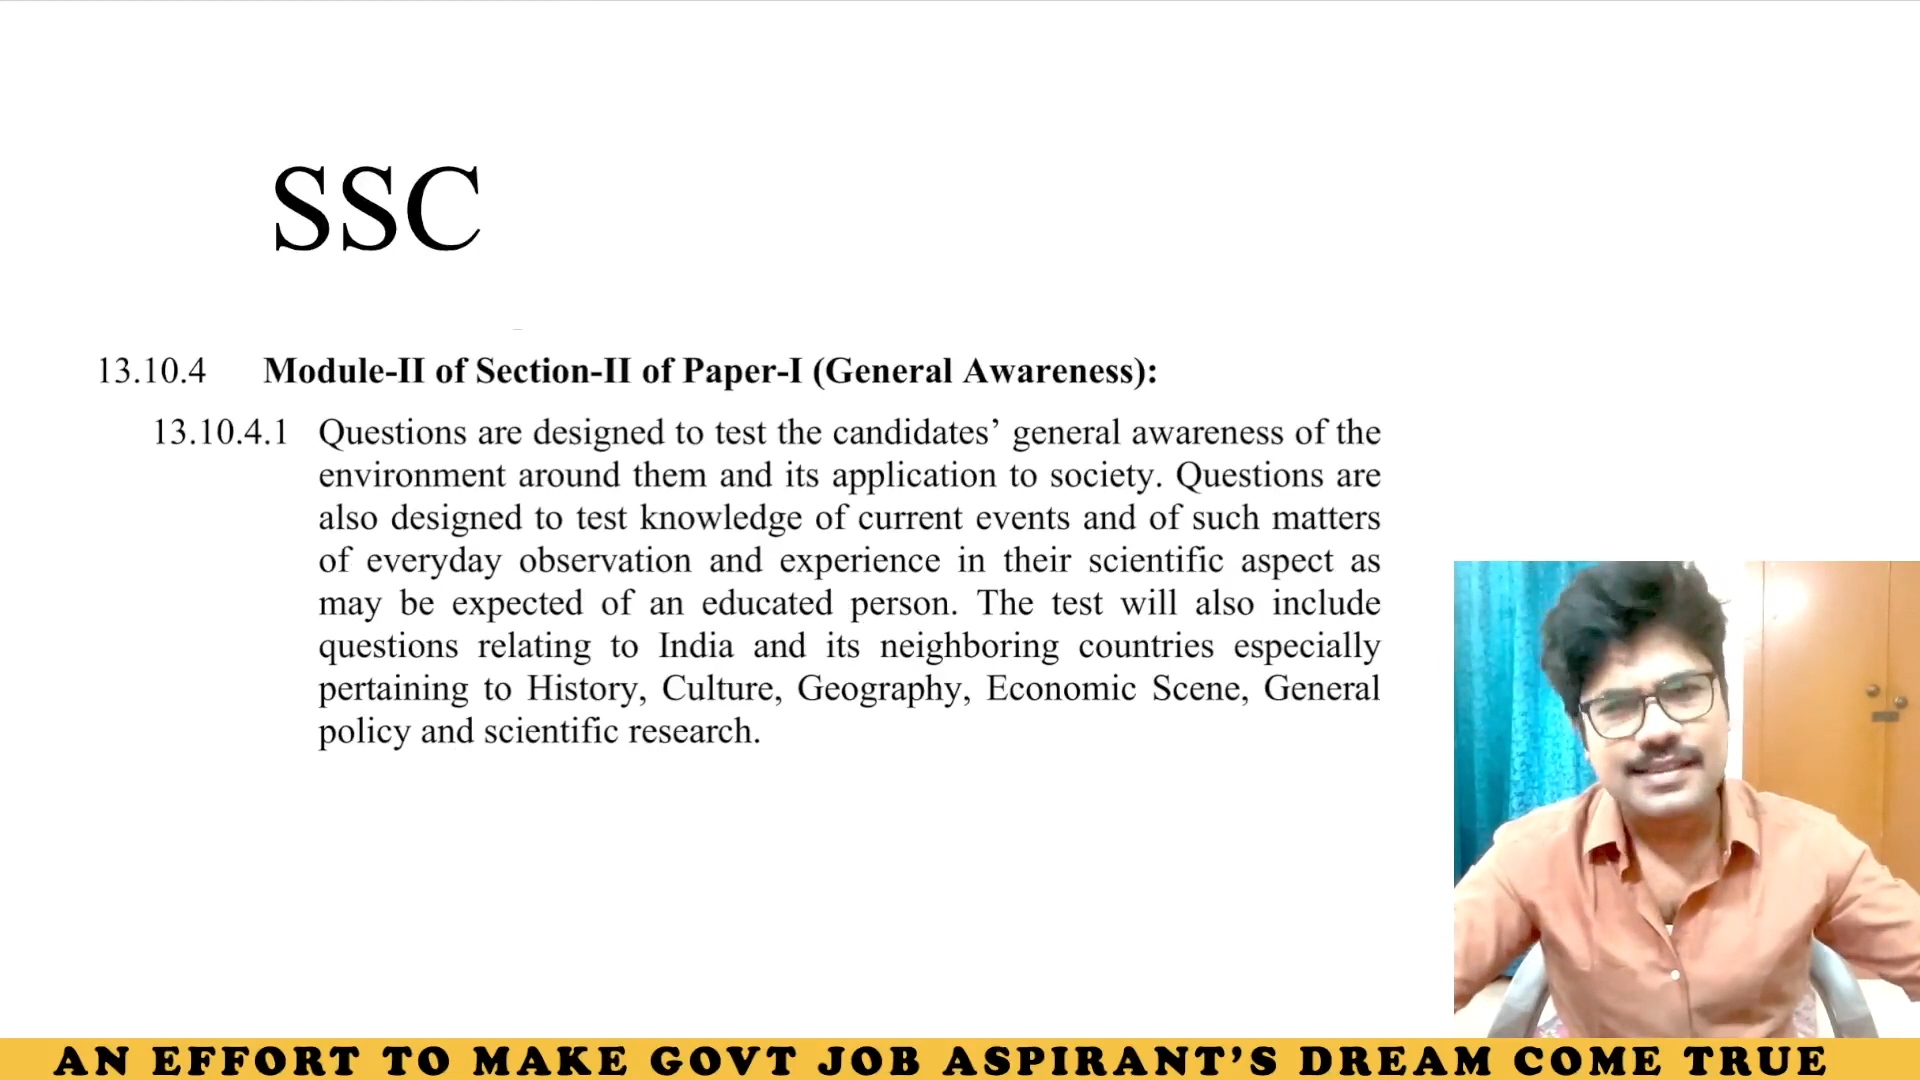 SSC
13.10.4 Module-II of Section-II of Paper-I (General Awareness):
13.10.4.1 Questions are designed to test the candidates’ general awareness of the
environment around them and its application to society. Questions are
also designed to test knowledge of current events and of such matters
of everyday observation and experience in their scientific aspect as
may be expected of an educated person. The test will also include
questions relating to India and its neighboring countries especially
pertaining to History, Culture, Geography, Economic Scene, General
policy and scientific research.
AN EFFORT TO MAKE GOVT JOB ASPIRANT’S DREAM COME TRUE